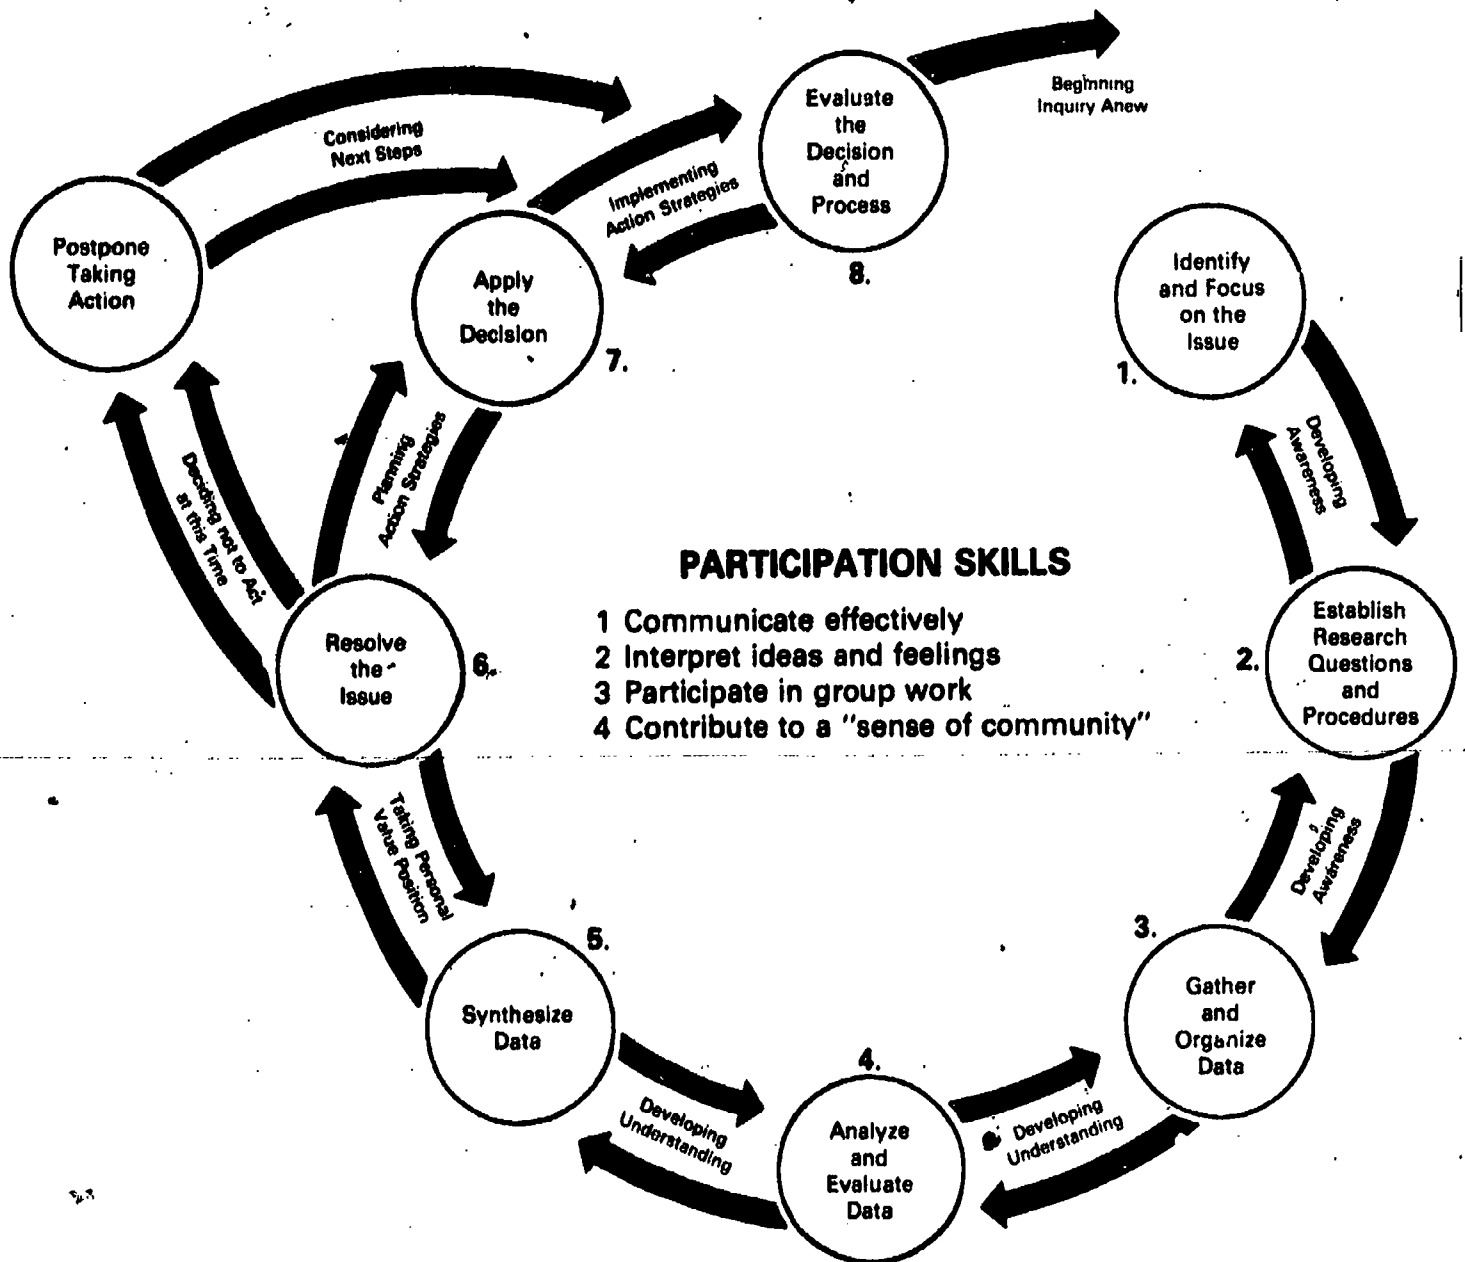 Beginning
Inquiry Anew
Evaluate
the
Decision
and
Process
8.
Considering
Next Steps
Implementing
Action Strategies
Postpone
Taking
Action
Apply
the
Decision
7.
Identify
and Focus
on the
Issue
1.
Developing
Awareness
Planning
Action Strategies
Deciding not to Act
at this Time
PARTICIPATION SKILLS
1 Communicate effectively
2 Interpret ideas and feelings
3 Participate in group work
4 Contribute to a "sense of community"
Establish
Research
Questions
and
Procedures
2.
Resolve
the
Issue
6.
Taking Personal
Value Position
Developing
Awareness
3.
Gather
and
Organize
Data
5.
Synthesize
Data
Developing
Understanding
4.
Analyze
and
Evaluate
Data
Developing
Understanding